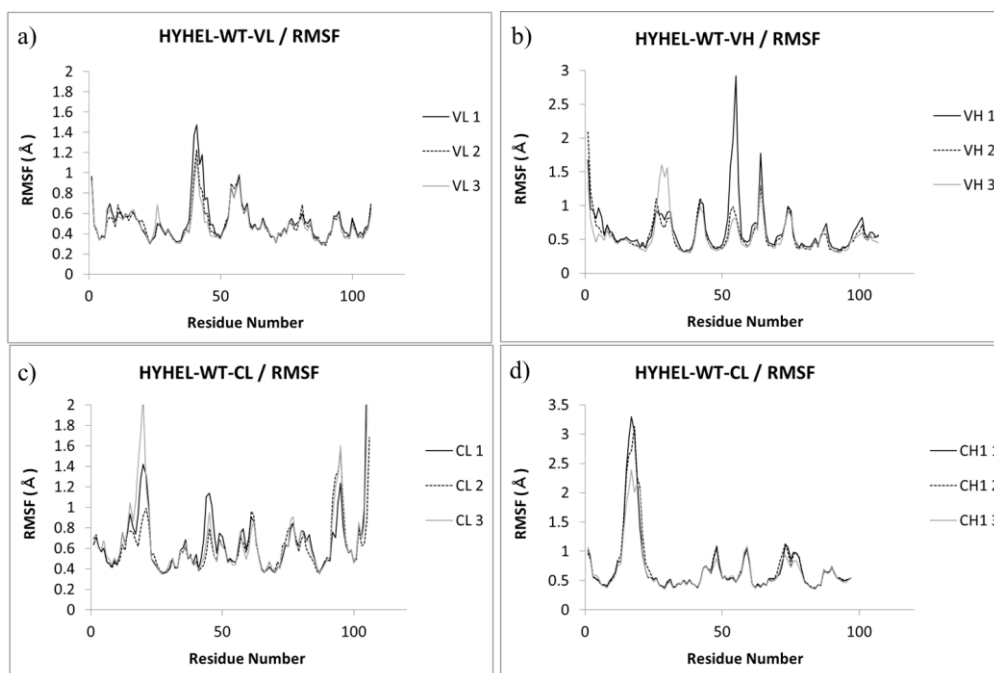 a)
HYHEL-WT-VL / RMSF
RMSF (Å)
2
1.8
1.6
1.4
1.2
1
0.8
0.6
0.4
0.2
0
0
50
100
Residue Number
VL 1
VL 2
VL 3
b)
HYHEL-WT-VH / RMSF
RMSF (Å)
3
2.5
2
1.5
1
0.5
0
0
50
100
Residue Number
VH 1
VH 2
VH 3
c)
HYHEL-WT-CL / RMSF
RMSF (Å)
2
1.8
1.6
1.4
1.2
1
0.8
0.6
0.4
0.2
0
0
50
100
Residue Number
CL 1
CL 2
CL 3
d)
HYHEL-WT-CL / RMSF
RMSF (Å)
3.5
3
2.5
2
1.5
1
0.5
0
0
50
100
Residue Number
CH1 1
CH1 2
CH1 3